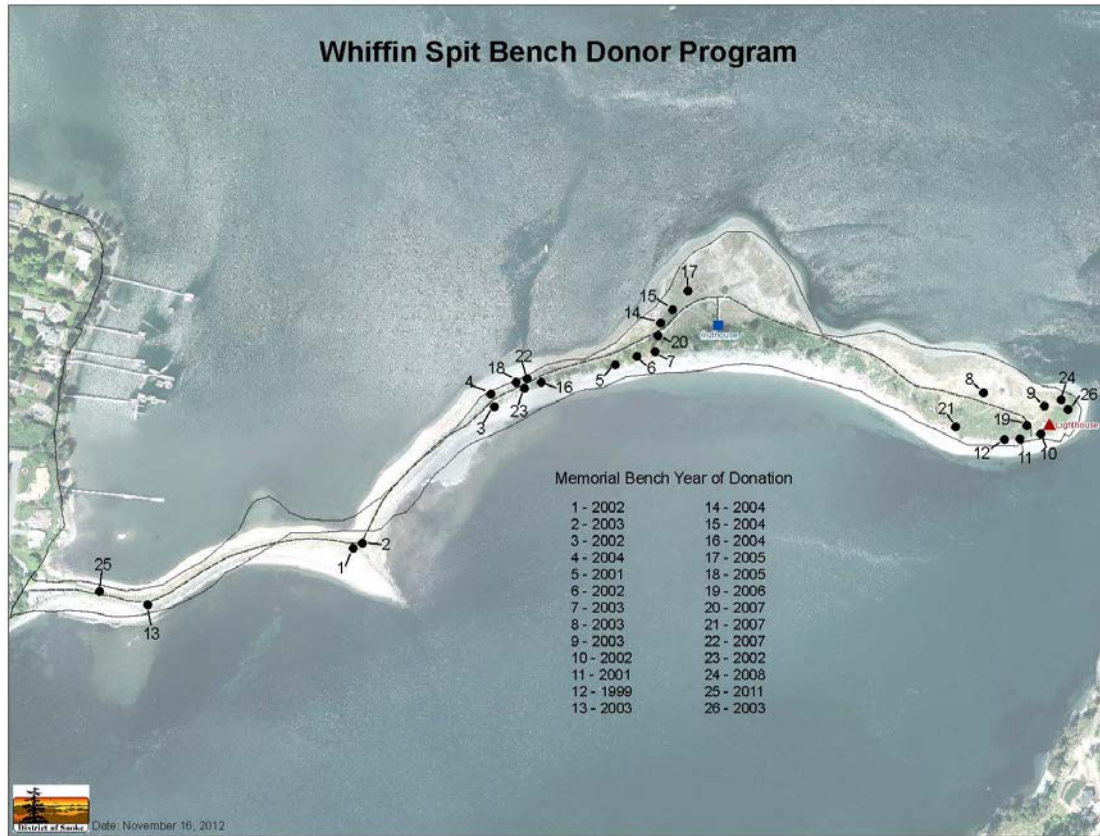 Whiffin Spit Bench Donor Program
17
15
14
Outhouse
20
7
6
5
22
18
16
4
23
3
8
24
9
26
21
19
Lighthouse
12
11
10
2
1
25
13
Memorial Bench Year of Donation
1 - 2002
2 - 2003
3 - 2002
4 - 2004
5 - 2001
6 - 2002
7 - 2003
8 - 2003
9 - 2003
10 - 2002
11 - 2001
12 - 1999
13 - 2003
14 - 2004
15 - 2004
16 - 2004
17 - 2005
18 - 2005
19 - 2006
20 - 2007
21 - 2007
22 - 2007
23 - 2002
24 - 2008
25 - 2011
26 - 2003
District of Sooke
Date: November 16, 2012